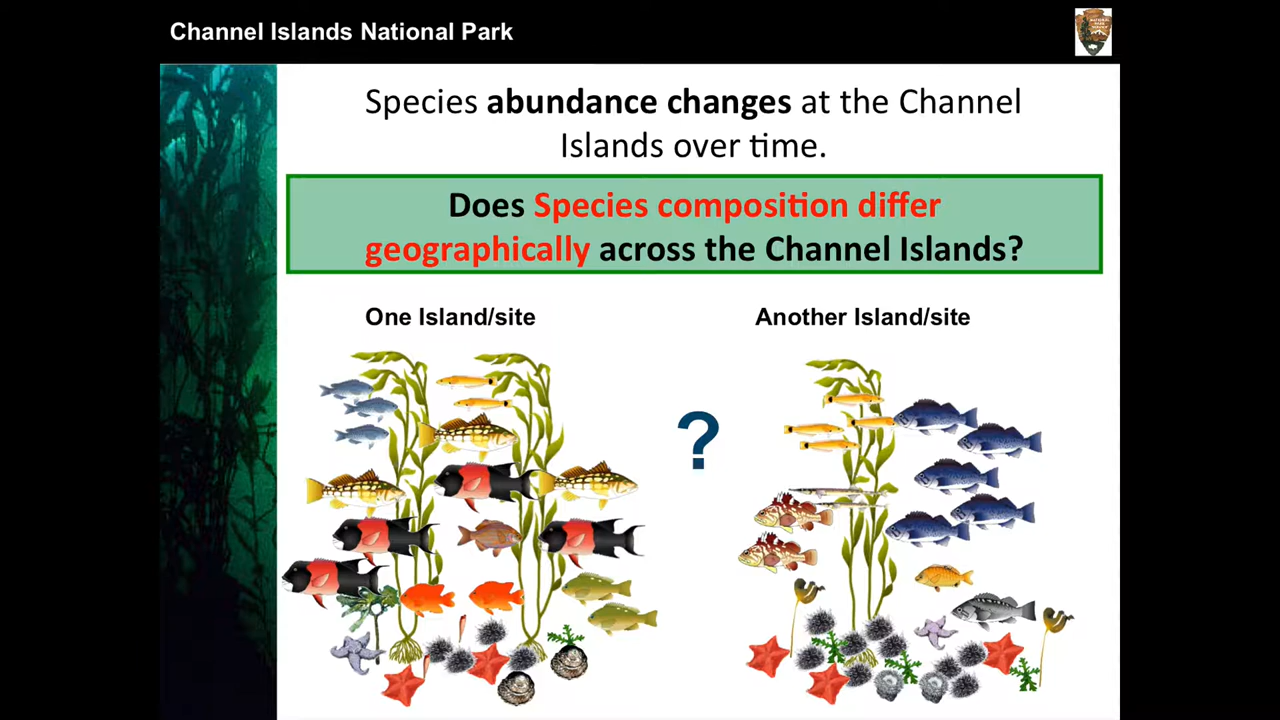 Channel Islands National Park
Species abundance changes at the Channel
Islands over time.
Does Species composition differ
geographically across the Channel Islands?
One Island/site
Another Island/site
?